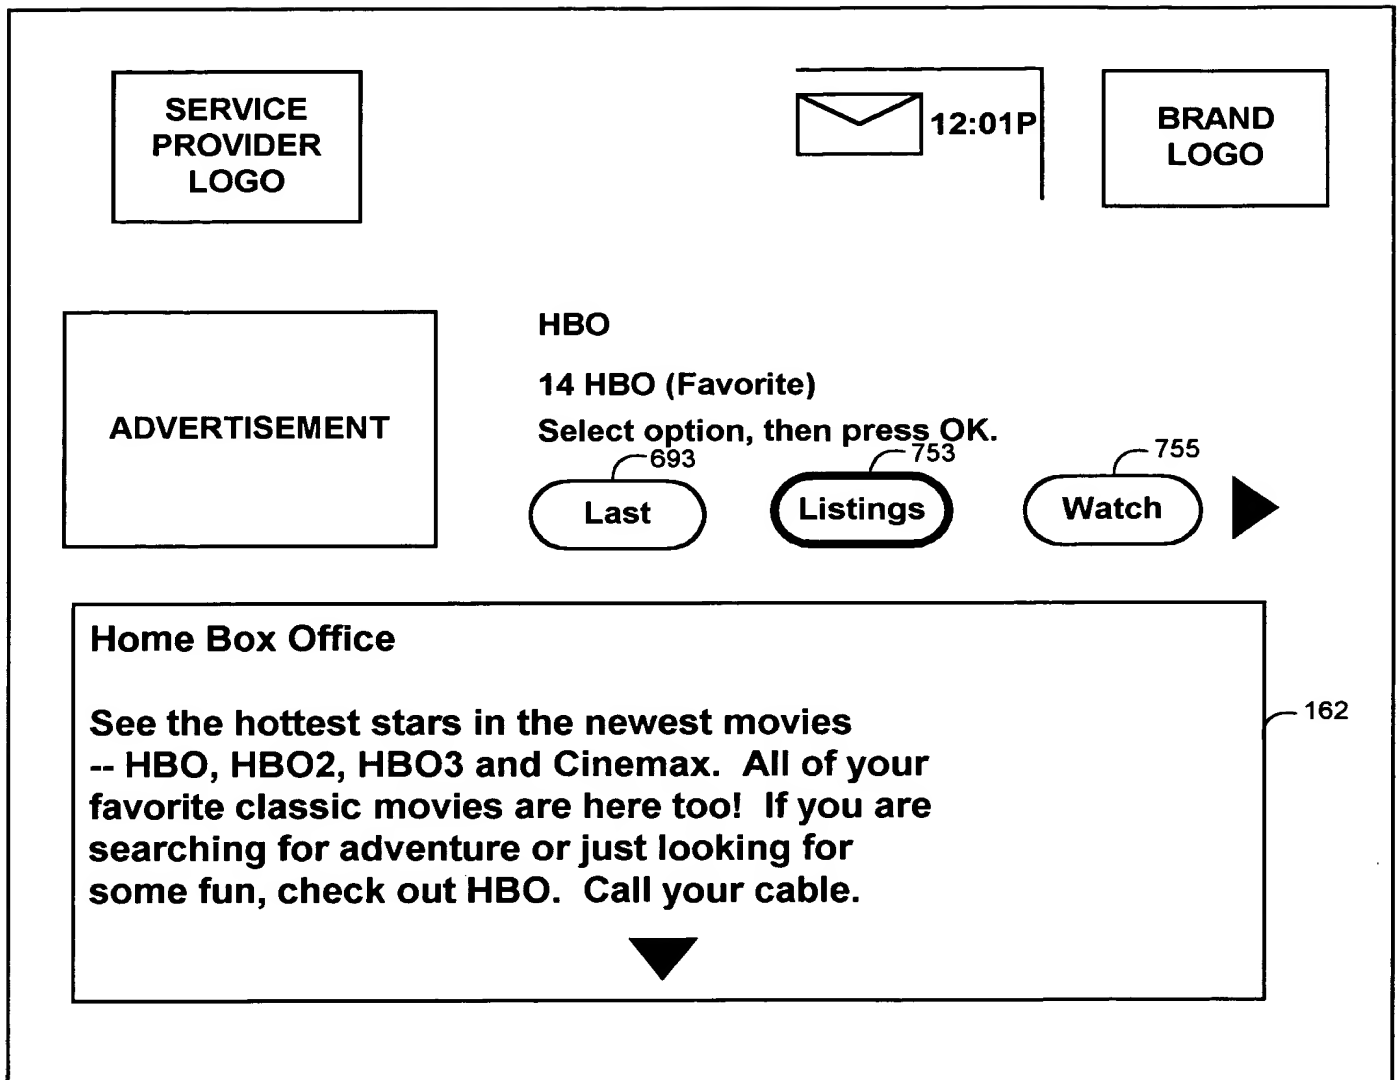 SERVICE
PROVIDER
LOGO
12:01P
BRAND
LOGO
ADVERTISEMENT
HBO
14 HBO (Favorite)
Select option, then press OK.
693
753
755
Last
Listings
Watch
Home Box Office
See the hottest stars in the newest movies
-- HBO, HBO2, HBO3 and Cinemax. All of your
favorite classic movies are here too! If you are
searching for adventure or just looking for
some fun, check out HBO. Call your cable.
162